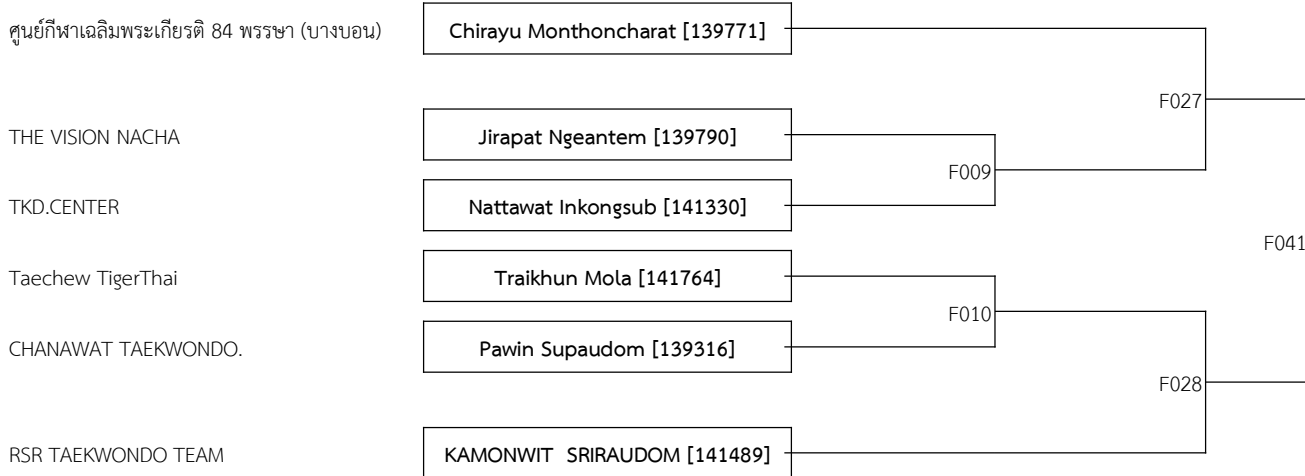 ศูนย์กีฬาเฉลิมพระเกียรติ 84 พรรษา (บางบอน) Chirayu Monthoncharat [139771]
F027
THE VISION NACHA Jirapat Ngeantem [139790]
F009
TKD.CENTER Nattawat Inkongsub [141330]
F041
Taechew TigerThai Traikhun Mola [141764]
F010
CHANAWAT TAEKWONDO. Pawin Supaudom [139316]
F028
RSR TAEKWONDO TEAM KAMONWIT SRIRAUDOM [141489]